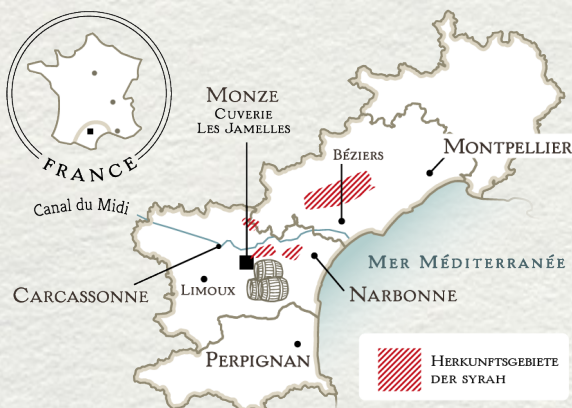 FRANCE
MONZE
CUVERIE
LES JAMELLES
BÉZIERS
MONTPELLIER
Canal du Midi
MER MÉDITERRANÉE
CARCASSONNE
LIMOUX
NARBONNE
PERPIGNAN
HERKUNFTSGEBIETE
DER SYRAH